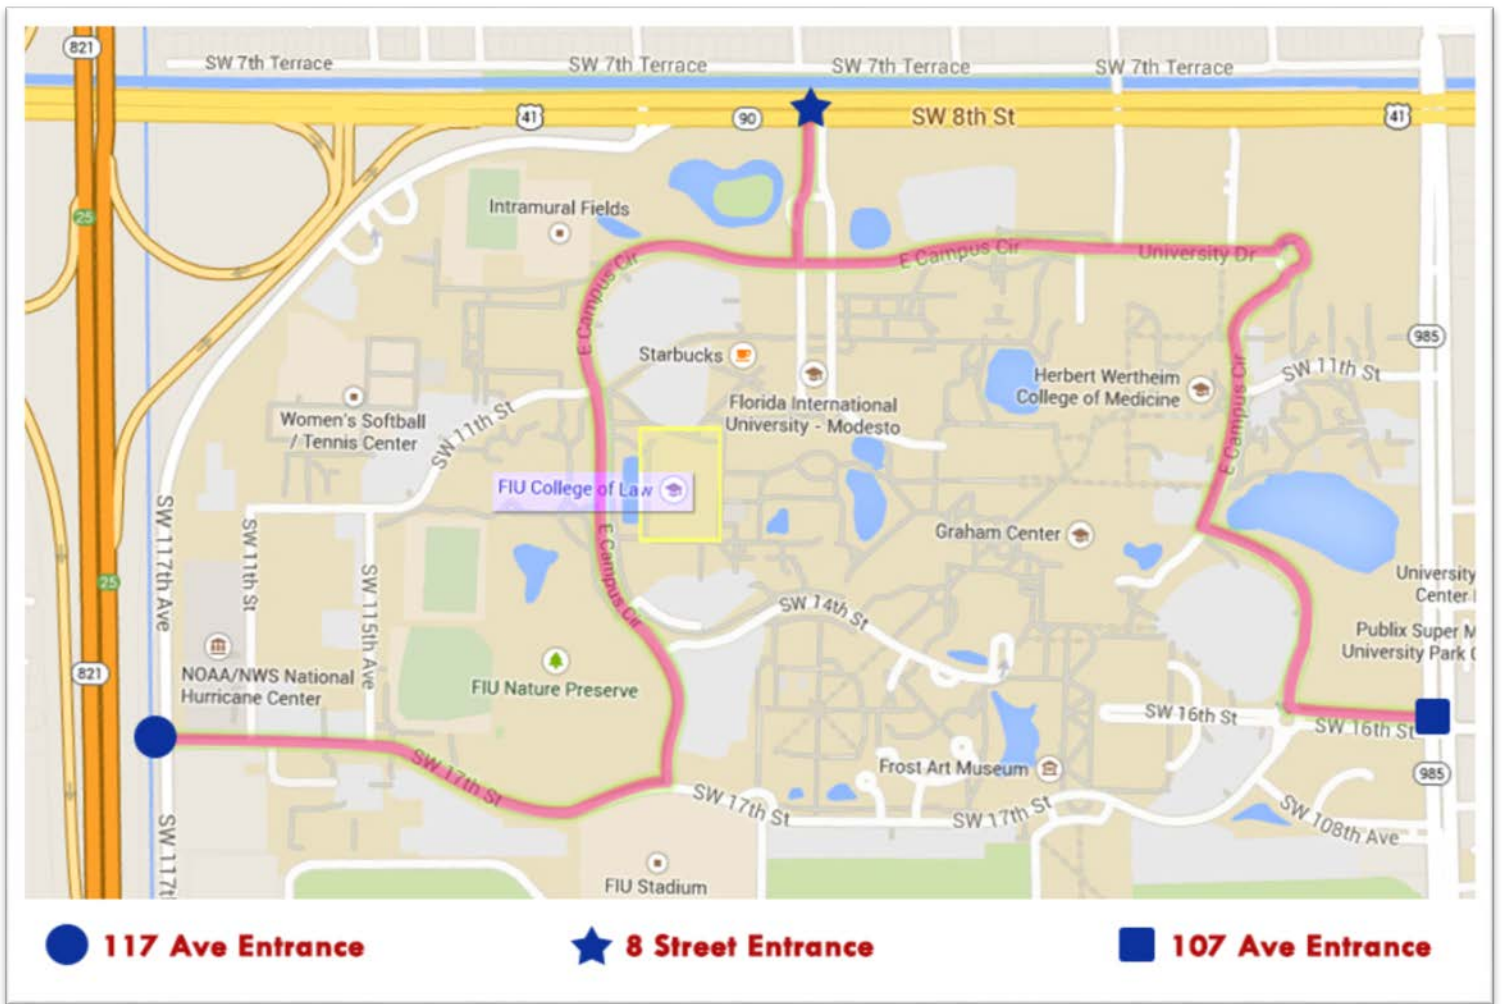 821
SW 7th Terrace
SW 7th Terrace
SW 7th Terrace
SW 7th Terrace
41
90
SW 8th St
41
25
Intramural Fields
E Campus Cir
E Campus Cir
University Dr
985
Starbucks
Herbert Wertheim
College of Medicine
SW 11th St
Women's Softball
/ Tennis Center
SW 11th St
Florida International
University - Modesto
E Campus Cir
FIU College of Law
SW 117th Ave
SW 11th St
E Campus Cir
Graham Center
25
SW 115th Ave
SW 14th St
University
Center
Publix Super M
University Park
821
NOAA/NWS National
Hurricane Center
FIU Nature Preserve
SW 16th St
SW 16th St
SW 17th St
Frost Art Museum
985
SW 17th St
SW 17th St
SW 108th Ave
SW 117t
FIU Stadium
117 Ave Entrance
8 Street Entrance
107 Ave Entrance